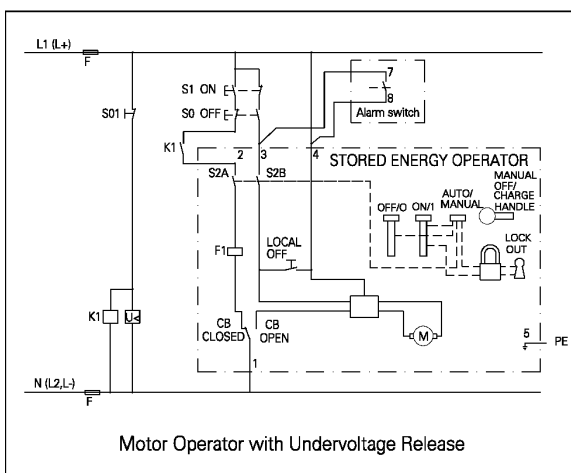 L1 (L+)
F
S1 ON
7
8
Alarm switch
S01
S0 OFF
K1
2
3
4
STORED ENERGY OPERATOR
S2A
S2B
MANUAL
OFF/
CHARGE
HANDLE
AUTO/
MANUAL
OFF/O
ON/1
LOCK
OUT
F1
LOCAL
OFF
K1
U<
CB
CLOSED
CB
OPEN
M
5
PE
1
N (L2,L-)
F
Motor Operator with Undervoltage Release